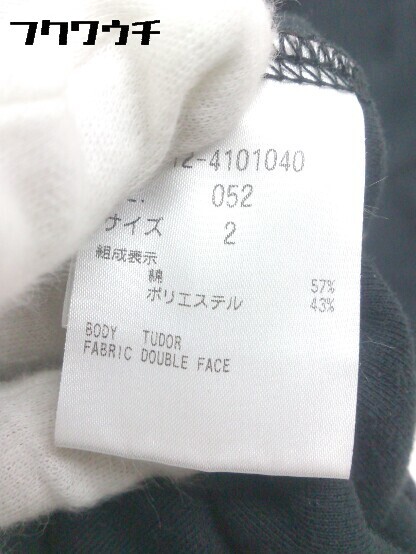 フクワウチ
12-4101040
052
サイズ 2
組成表示
綿 57%
ポリエステル 43%
BODY TUDOR
FABRIC DOUBLE FACE